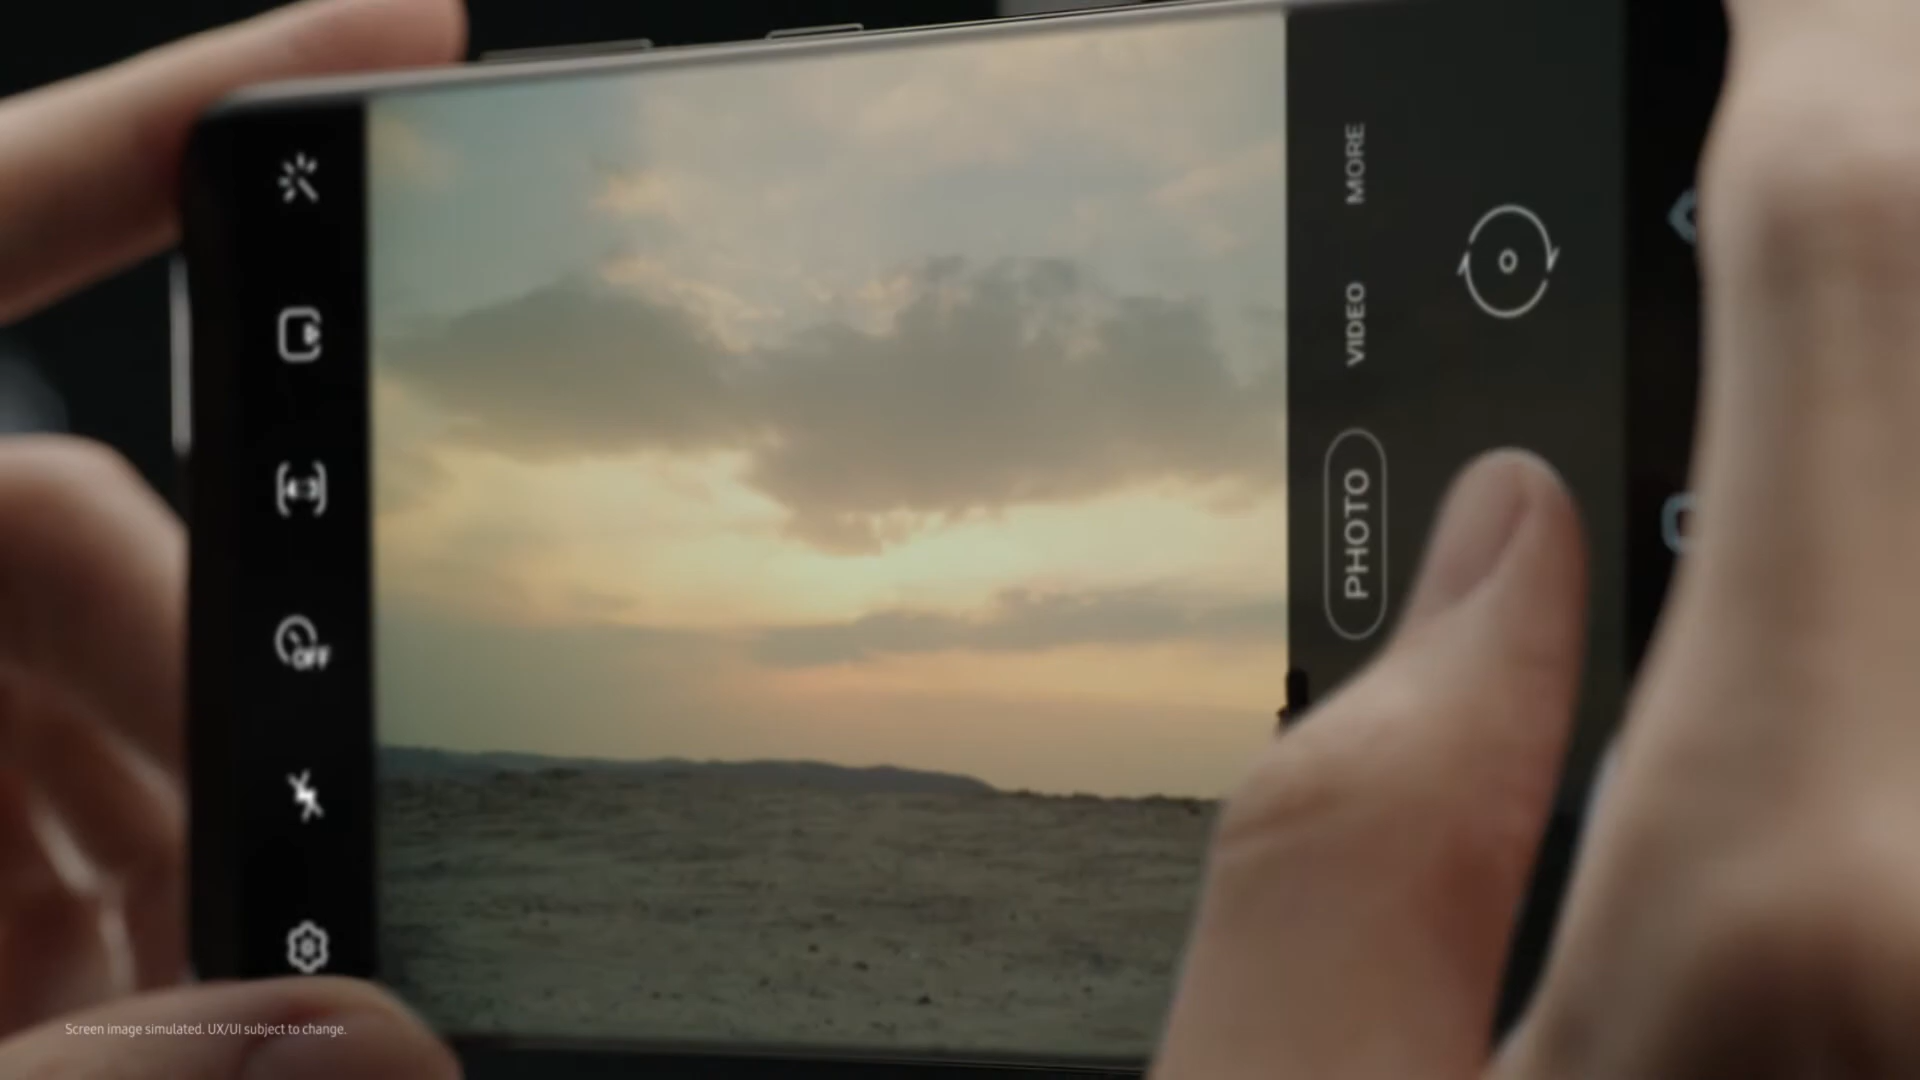 MORE
VIDEO
PHOTO
OFF
Screen image simulated. UX/UI subject to change.